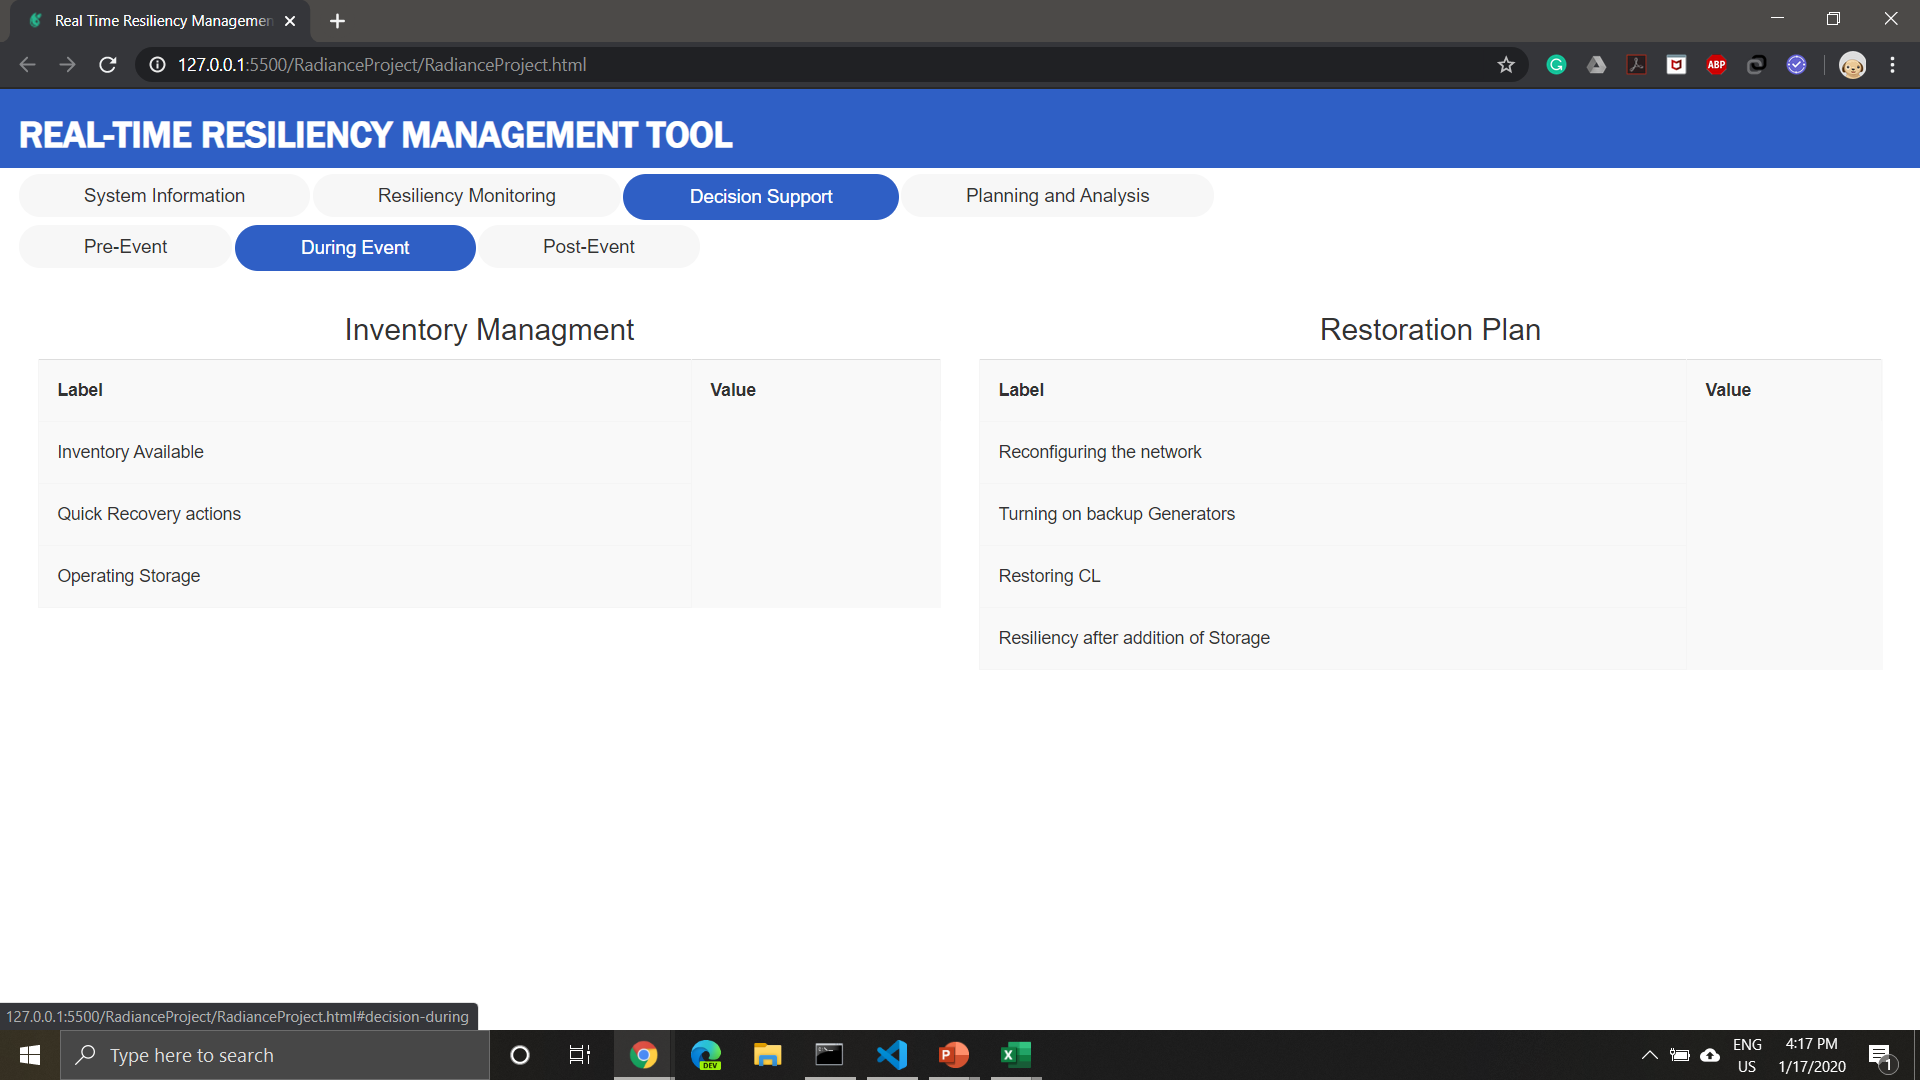 Real Time Resiliency Managemen
127.0.0.1:5500/RadianceProject/RadianceProject.html
ABP
REAL-TIME RESILIENCY MANAGEMENT TOOL
System Information
Resiliency Monitoring
Decision Support
Planning and Analysis
Pre-Event
During Event
Post-Event
Inventory Managment
Label
Value
Inventory Available
Quick Recovery actions
Operating Storage
Restoration Plan
Label
Value
Reconfiguring the network
Turning on backup Generators
Restoring CL
Resiliency after addition of Storage
127.0.0.1:5500/RadianceProject/RadianceProject.html#decision-during
Type here to search
DEV
ENG
US
4:17 PM
1/17/2020
1